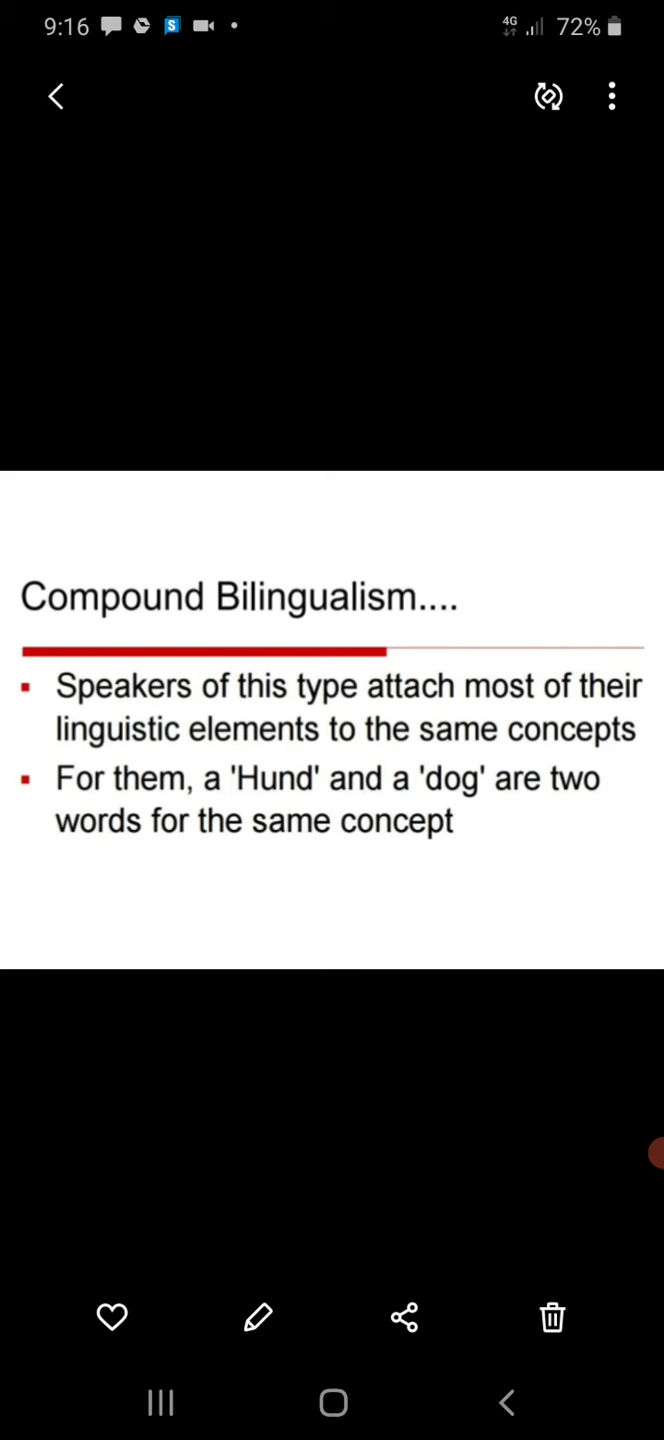 9:16
4G
72%
Compound Bilingualism....
Speakers of this type attach most of their
linguistic elements to the same concepts
For them, a 'Hund' and a 'dog' are two
words for the same concept